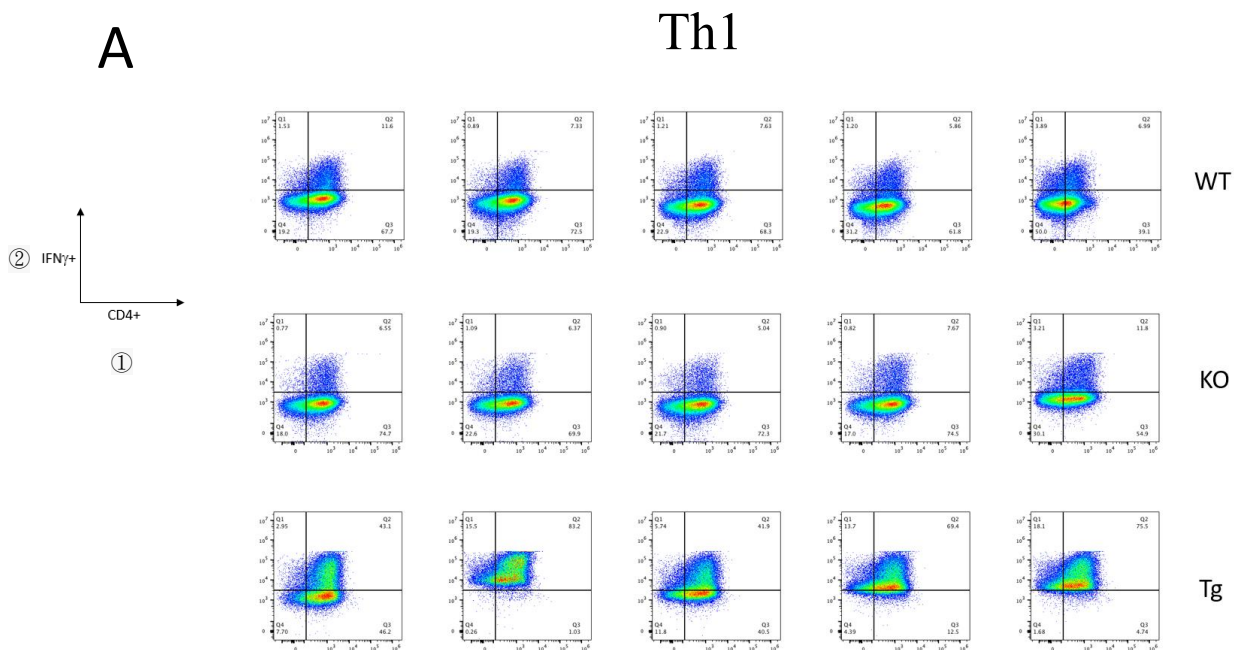 A
Th1
② IFNγ+
CD4+
①
WT
Q1 1.53 Q2 11.6 Q3 67.7 Q4 19.2
Q1 0.89 Q2 7.33 Q3 72.5 Q4 19.3
Q1 1.21 Q2 7.63 Q3 68.3 Q4 22.9
Q1 1.20 Q2 5.86 Q3 61.8 Q4 31.2
Q1 3.89 Q2 6.99 Q3 39.1 Q4 50.0
KO
Q1 0.77 Q2 6.55 Q3 74.7 Q4 18.0
Q1 1.09 Q2 6.37 Q3 69.9 Q4 22.6
Q1 0.90 Q2 5.04 Q3 72.3 Q4 21.7
Q1 0.82 Q2 7.67 Q3 74.5 Q4 17.0
Q1 3.21 Q2 11.8 Q3 54.9 Q4 30.1
Tg
Q1 2.95 Q2 43.1 Q3 46.2 Q4 7.70
Q1 15.5 Q2 83.2 Q3 1.03 Q4 0.26
Q1 5.74 Q2 41.9 Q3 40.5 Q4 11.8
Q1 13.7 Q2 69.4 Q3 12.5 Q4 4.39
Q1 18.1 Q2 75.5 Q3 4.74 Q4 1.68